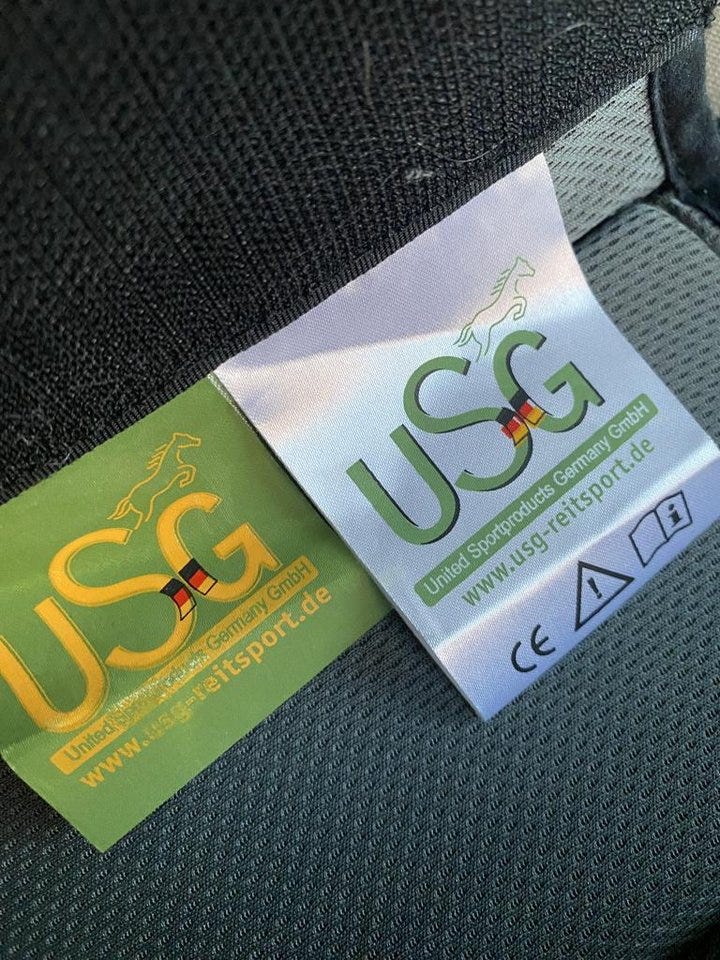 USG
United Sportproducts Germany GmbH
www.usg-reitsport.de
USG
United Sportproducts Germany GmbH
www.usg-reitsport.de
CE